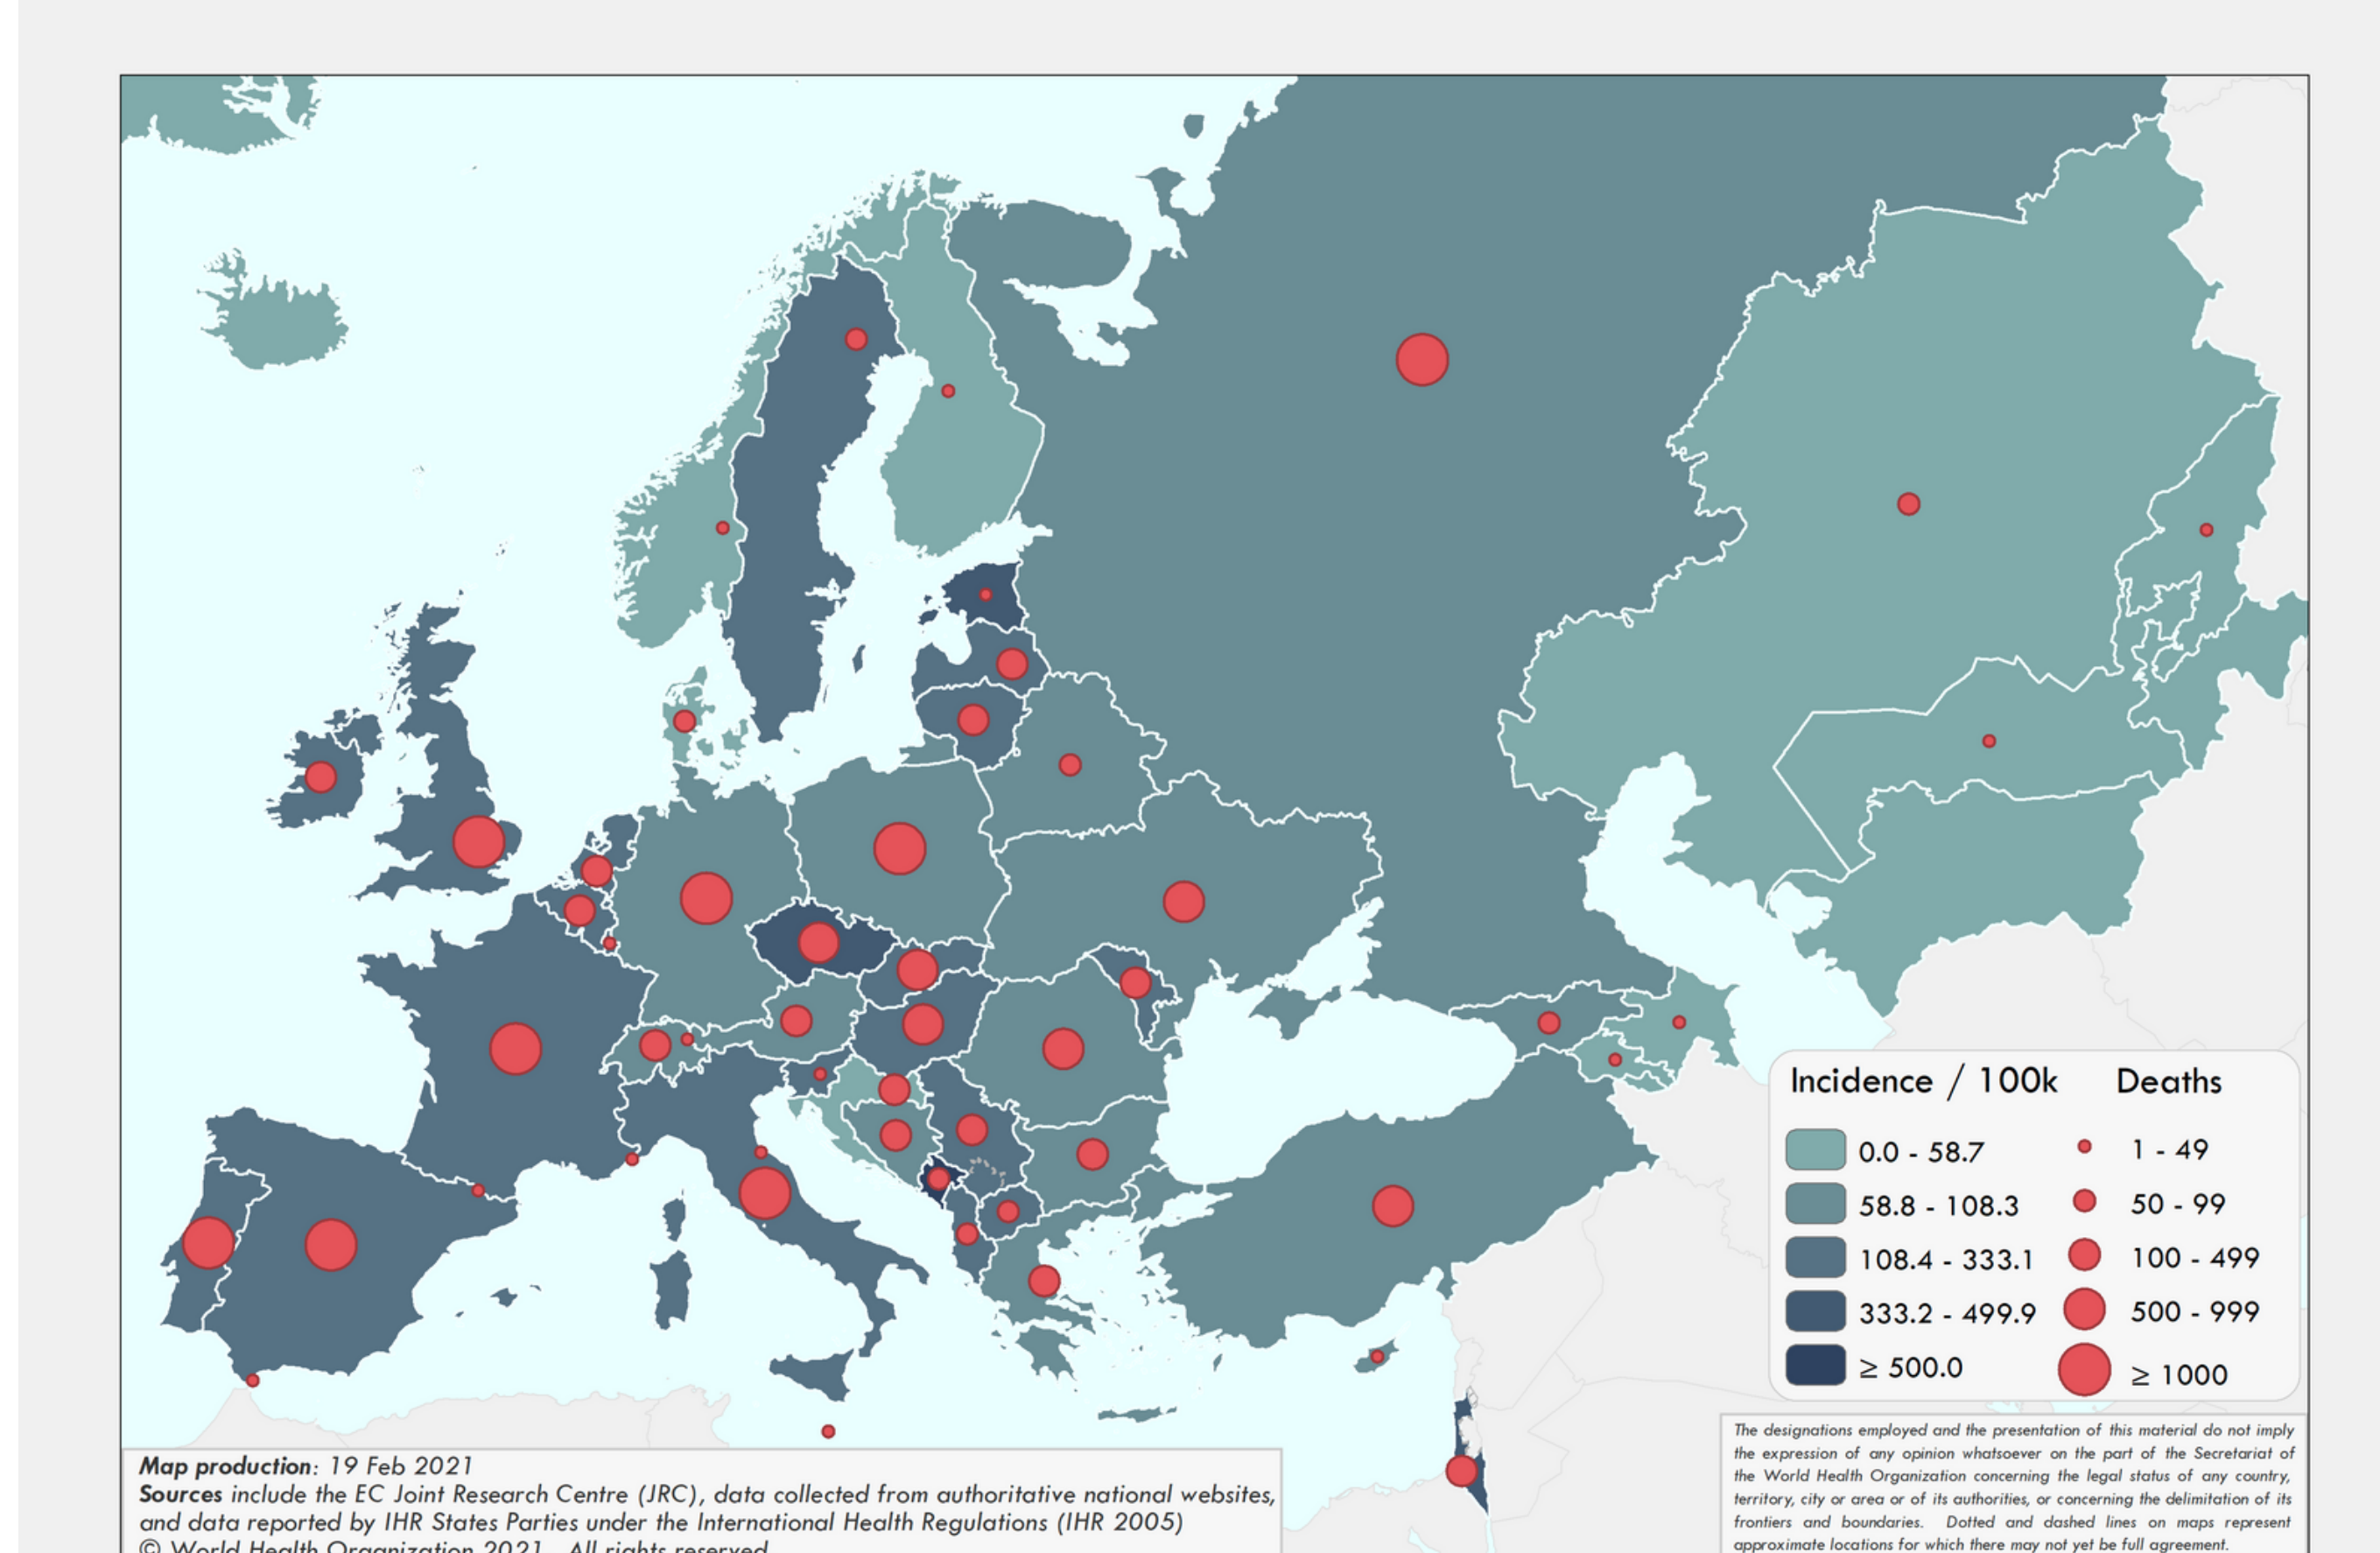 Incidence / 100k Deaths
0.0 - 58.7 1 - 49
58.8 - 108.3 50 - 99
108.4 - 333.1 100 - 499
333.2 - 499.9 500 - 999
≥ 500.0 ≥ 1000
Map production: 19 Feb 2021
Sources include the EC Joint Research Centre (JRC), data collected from authoritative national websites,
and data reported by IHR States Parties under the International Health Regulations (IHR 2005)
© World Health Organization 2021. All rights reserved
The designations employed and the presentation of this material do not imply
the expression of any opinion whatsoever on the part of the Secretariat of
the World Health Organization concerning the legal status of any country,
territory, city or area or of its authorities, or concerning the delimitation of its
frontiers and boundaries. Dotted and dashed lines on maps represent
approximate locations for which there may not yet be full agreement.